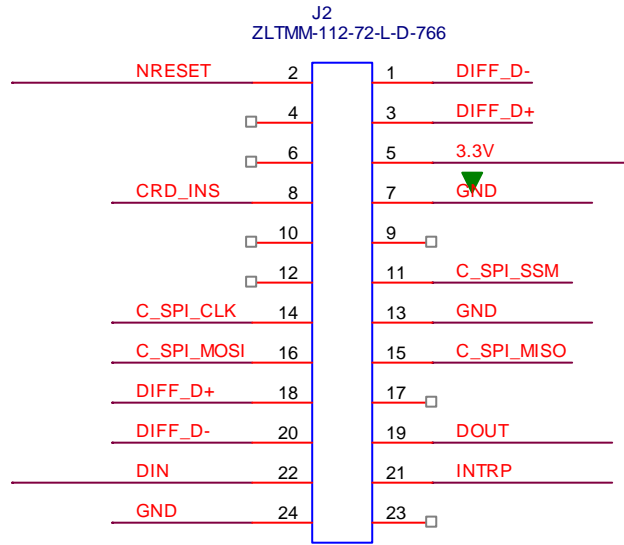 J2
ZLTMM-112-72-L-D-766
NRESET 2 1 DIFF_D-
4 3 DIFF_D+
6 5 3.3V
CRD_INS 8 7 GND
10 9
12 11 C_SPI_SSM
C_SPI_CLK 14 13 GND
C_SPI_MOSI 16 15 C_SPI_MISO
DIFF_D+ 18 17
DIFF_D- 20 19 DOUT
DIN 22 21 INTRP
GND 24 23